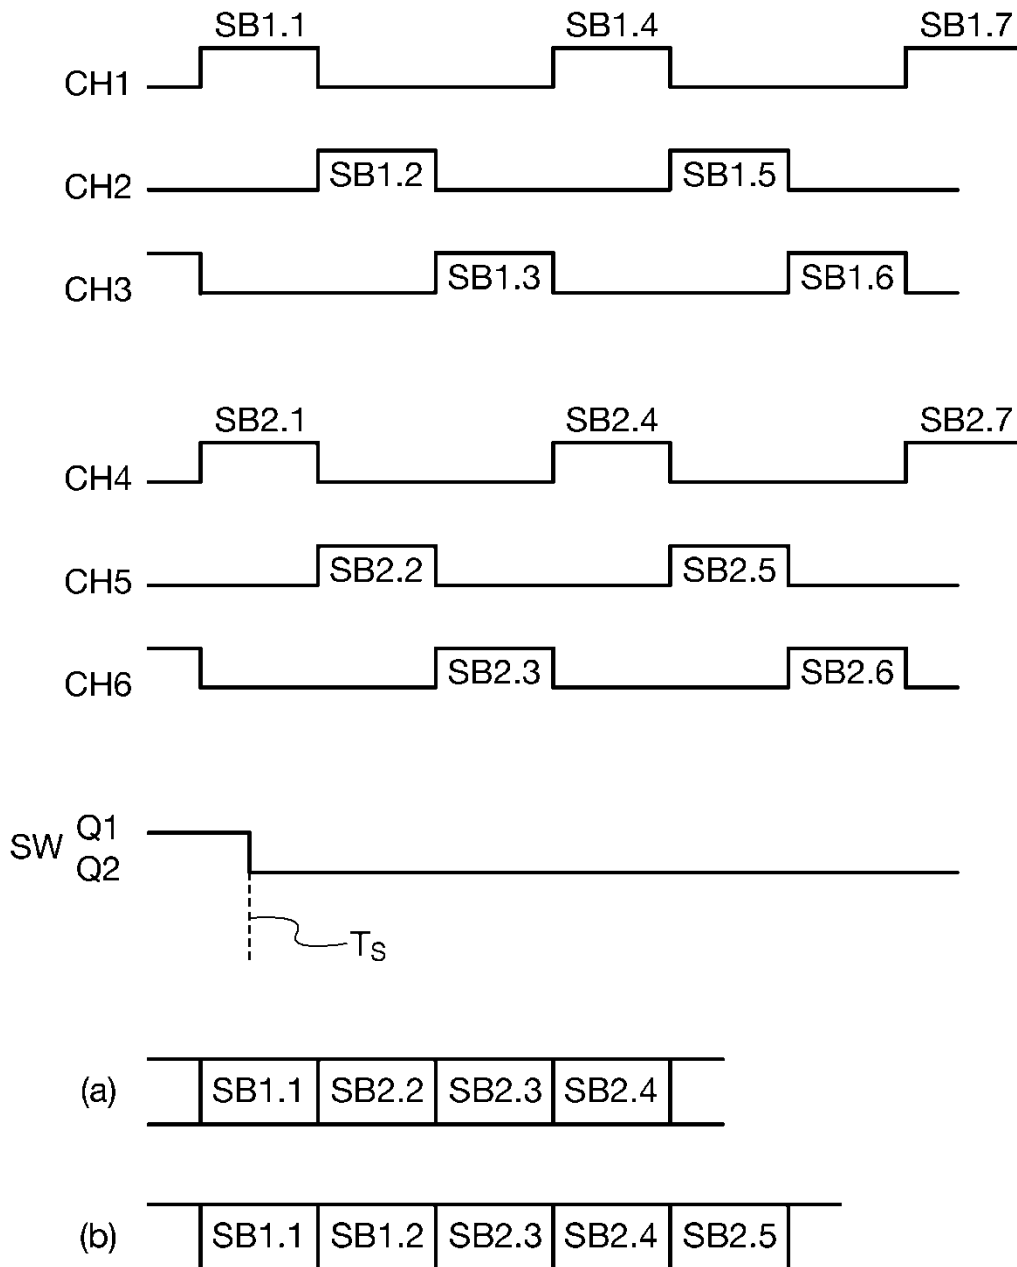 SB1.1 SB1.4 SB1.7
CH1
CH2 SB1.2 SB1.5
CH3 SB1.3 SB1.6
SB2.1 SB2.4 SB2.7
CH4
CH5 SB2.2 SB2.5
CH6 SB2.3 SB2.6
SW Q1
Q2
TS
(a) SB1.1 SB2.2 SB2.3 SB2.4
(b) SB1.1 SB1.2 SB2.3 SB2.4 SB2.5